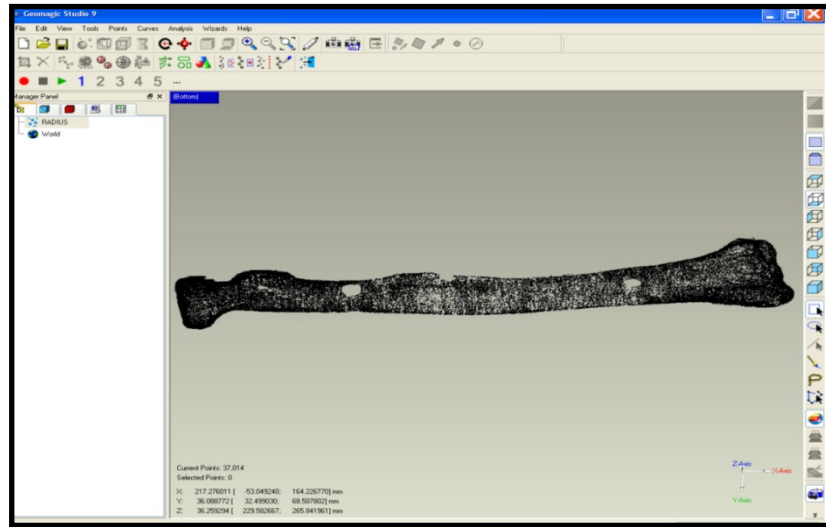 Geomagic Studio 9
File Edit View Tools Points Curves Analysis Wizards Help
1 2 3 4 5 ...
Manager Panel
[Bottom]
RADIUS
World
Current Points: 37,014
Selected Points: 0
X: 217.276011 [ -53.049240; 164.226770] mm
Y: 36.088772 [ 32.499030; 68.587802] mm
Z: 36.259294 [ 229.582667; 265.841961] mm
Z-Axis
X-Axis
Y-Axis